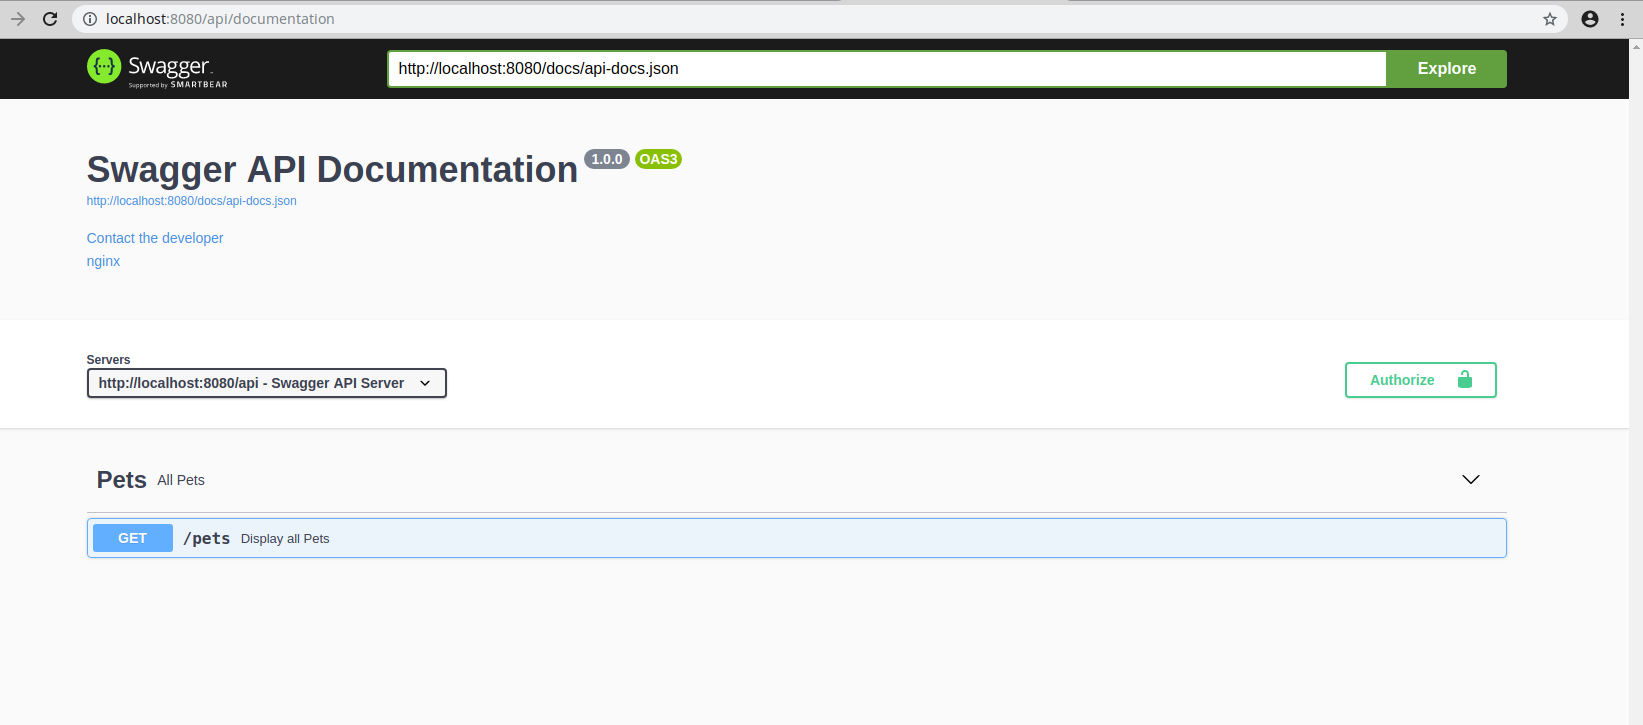 localhost:8080/api/documentation
Swagger
Supported by SMARTBEAR
http://localhost:8080/docs/api-docs.json
Explore
Swagger API Documentation 1.0.0 OAS3
http://localhost:8080/docs/api-docs.json
Contact the developer
nginx
Servers
http://localhost:8080/api - Swagger API Server
Authorize
Pets All Pets
GET /pets Display all Pets